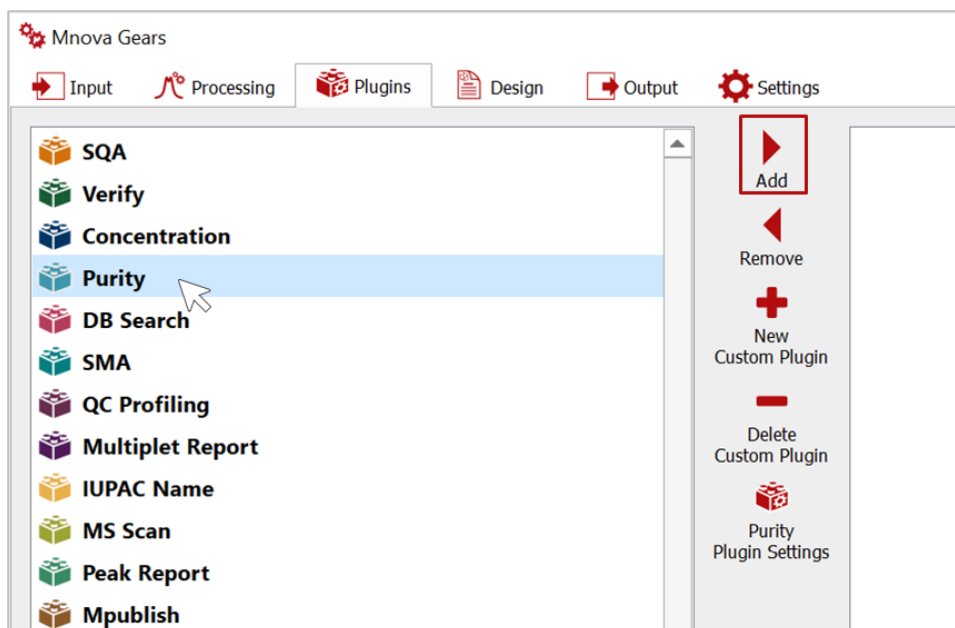 Mnova Gears
Input Processing Plugins Design Output Settings
SQA
Verify
Concentration
Purity
DB Search
SMA
QC Profiling
Multiplet Report
IUPAC Name
MS Scan
Peak Report
Mpublish
Add
Remove
New
Custom Plugin
Delete
Custom Plugin
Purity
Plugin Settings